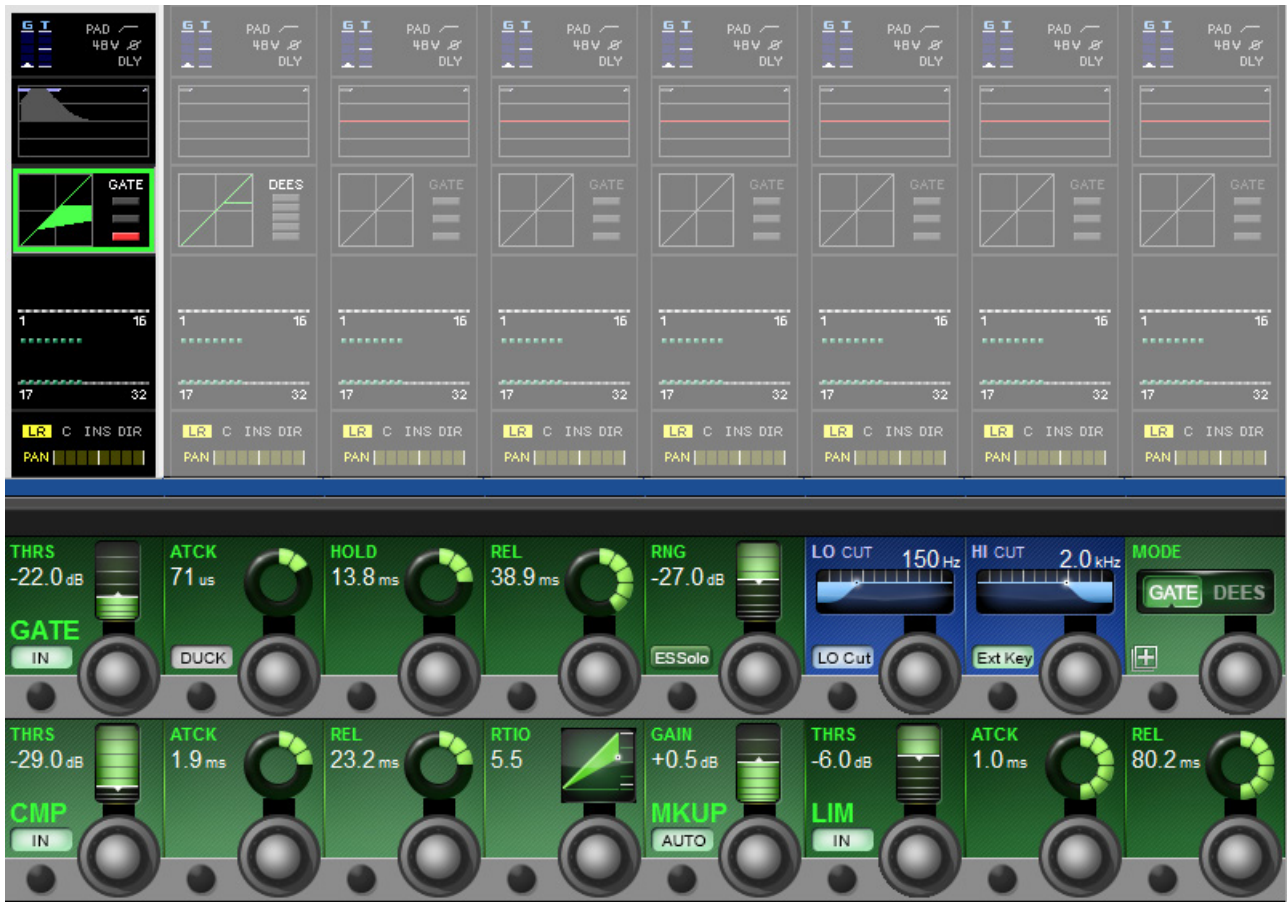 G T PAD G T PAD G T PAD G T PAD G T PAD G T PAD G T PAD G T PAD
48V 48V 48V 48V 48V 48V 48V 48V
DLY DLY DLY DLY DLY DLY DLY DLY
GATE DEES GATE GATE GATE GATE GATE GATE
1 16 1 16 1 16 1 16 1 16 1 16 1 16 1 16
17 32 17 32 17 32 17 32 17 32 17 32 17 32 17 32
LR C INS DIR LR C INS DIR LR C INS DIR LR C INS DIR LR C INS DIR LR C INS DIR LR C INS DIR LR C INS DIR
PAN PAN PAN PAN PAN PAN PAN PAN
THRS ATCK HOLD REL RNG LO CUT 150 Hz HI CUT 2.0 kHz MODE
-22.0 dB 71 us 13.8 ms 38.9 ms -27.0 dB GATE DEES
GATE
IN DUCK ESSolo LO Cut Ext Key
THRS ATCK REL RTIO GAIN THRS ATCK REL
-29.0 dB 1.9 ms 23.2 ms 5.5 +0.5 dB -6.0 dB 1.0 ms 80.2 ms
CMP MKUP LIM
IN AUTO IN